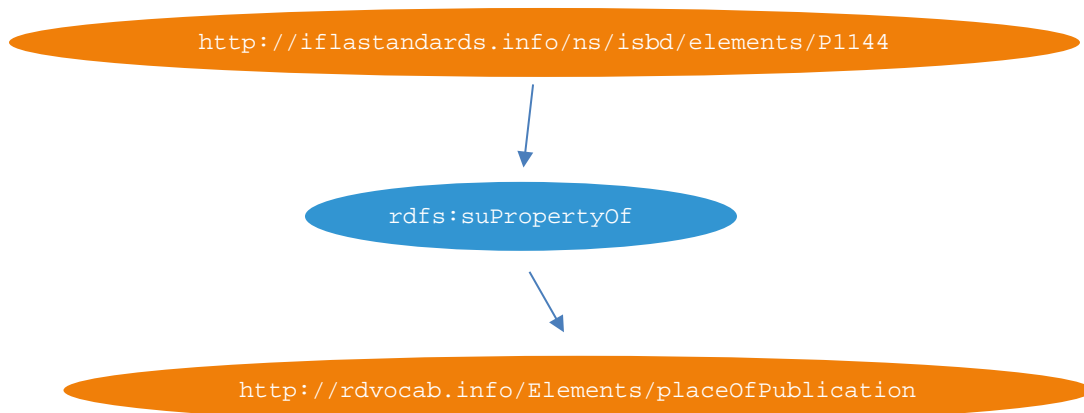 http://iflastandards.info/ns/isbd/elements/P1144
rdfs:suPropertyOf
http://rdvocab.info/Elements/placeOfPublication